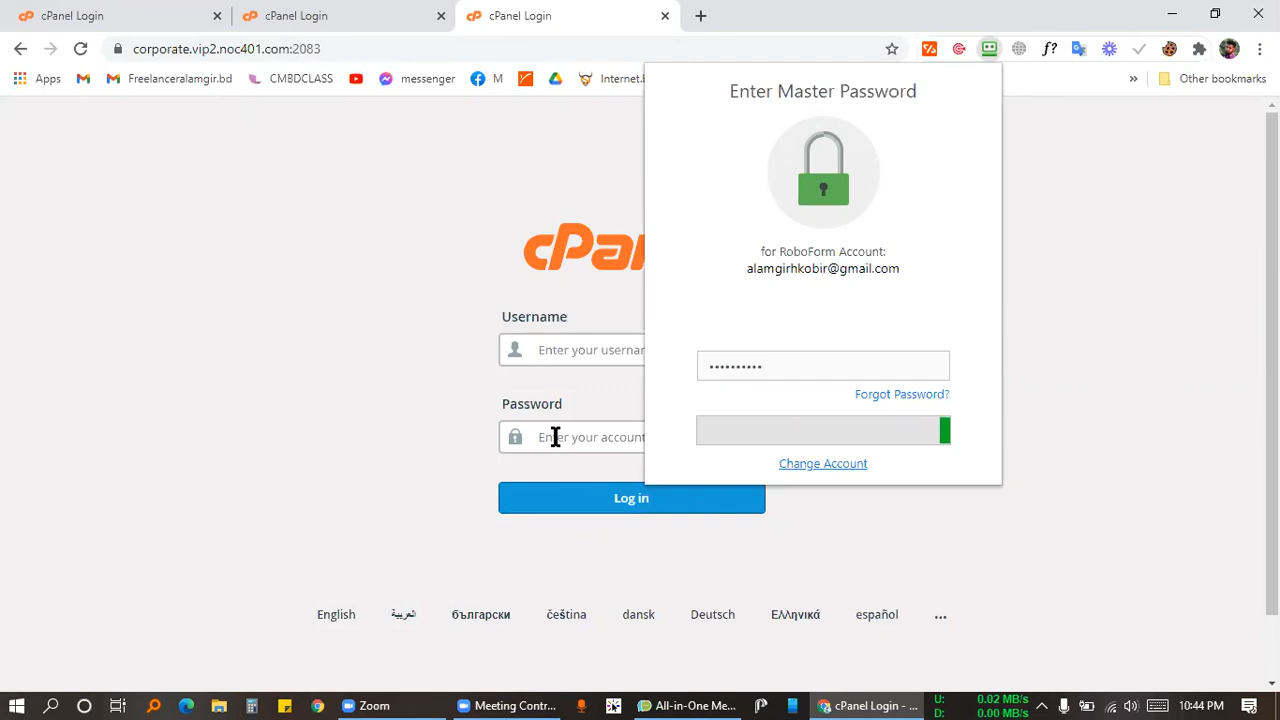 cPanel Login
cPanel Login
cPanel Login
corporate.vip2.noc401.com:2083
Apps
M
Freelanceralamgir.bd
CMBDCLASS
messenger
M
Internet.b
Other bookmarks
Enter Master Password
for RoboForm Account:
alamgirhkobir@gmail.com
cPan
Username
Enter your usernam
Forgot Password?
Password
Enter your account
Change Account
Log in
English
العربية
български
čeština
dansk
Deutsch
Ελληνικά
español
...
Zoom
Meeting Contr...
All-in-One Me...
cPanel Login - ...
U: 0.02 MB/s
D: 0.00 MB/s
10:44 PM